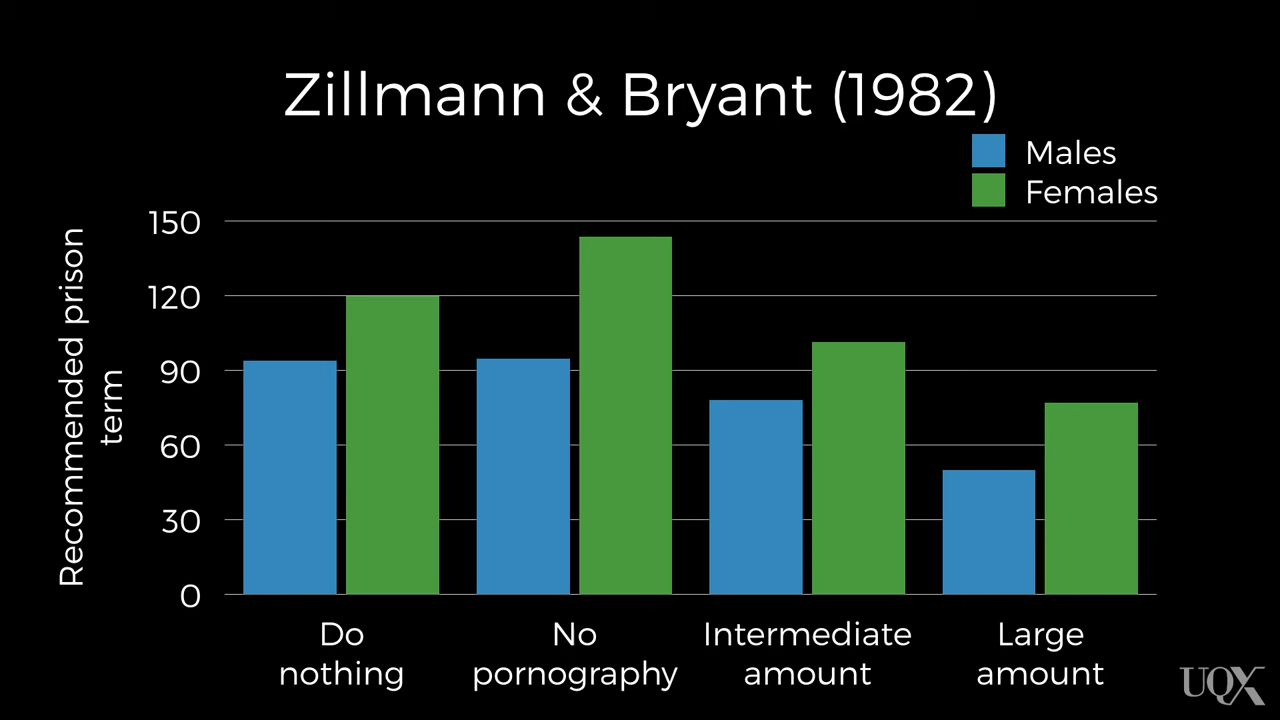 Zillmann & Bryant (1982)
Males
Females
Recommended prison
term
150
120
90
60
30
0
Do
nothing
No
pornography
Intermediate
amount
Large
amount
UQX